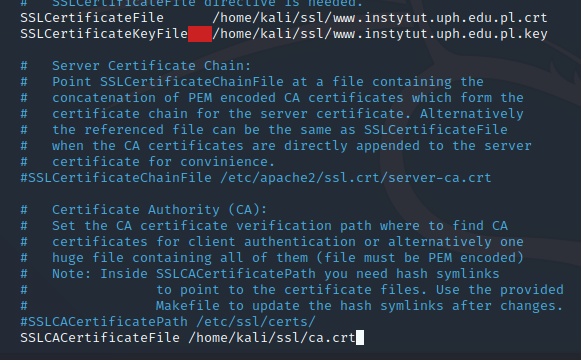 #   SSLCertificateFile directive is needed.
SSLCertificateFile      /home/kali/ssl/www.instytut.uph.edu.pl.crt
SSLCertificateKeyFile   /home/kali/ssl/www.instytut.uph.edu.pl.key
#   Server Certificate Chain:
#   Point SSLCertificateChainFile at a file containing the
#   concatenation of PEM encoded CA certificates which form the
#   certificate chain for the server certificate. Alternatively
#   the referenced file can be the same as SSLCertificateFile
#   when the CA certificates are directly appended to the server
#   certificate for convinience.
#SSLCertificateChainFile /etc/apache2/ssl.crt/server-ca.crt
#   Certificate Authority (CA):
#   Set the CA certificate verification path where to find CA
#   certificates for client authentication or alternatively one
#   huge file containing all of them (file must be PEM encoded)
#   Note: Inside SSLCACertificatePath you need hash symlinks
#                to point to the certificate files. Use the provided
#                Makefile to update the hash symlinks after changes.
#SSLCACertificatePath /etc/ssl/certs/
SSLCACertificateFile /home/kali/ssl/ca.crt